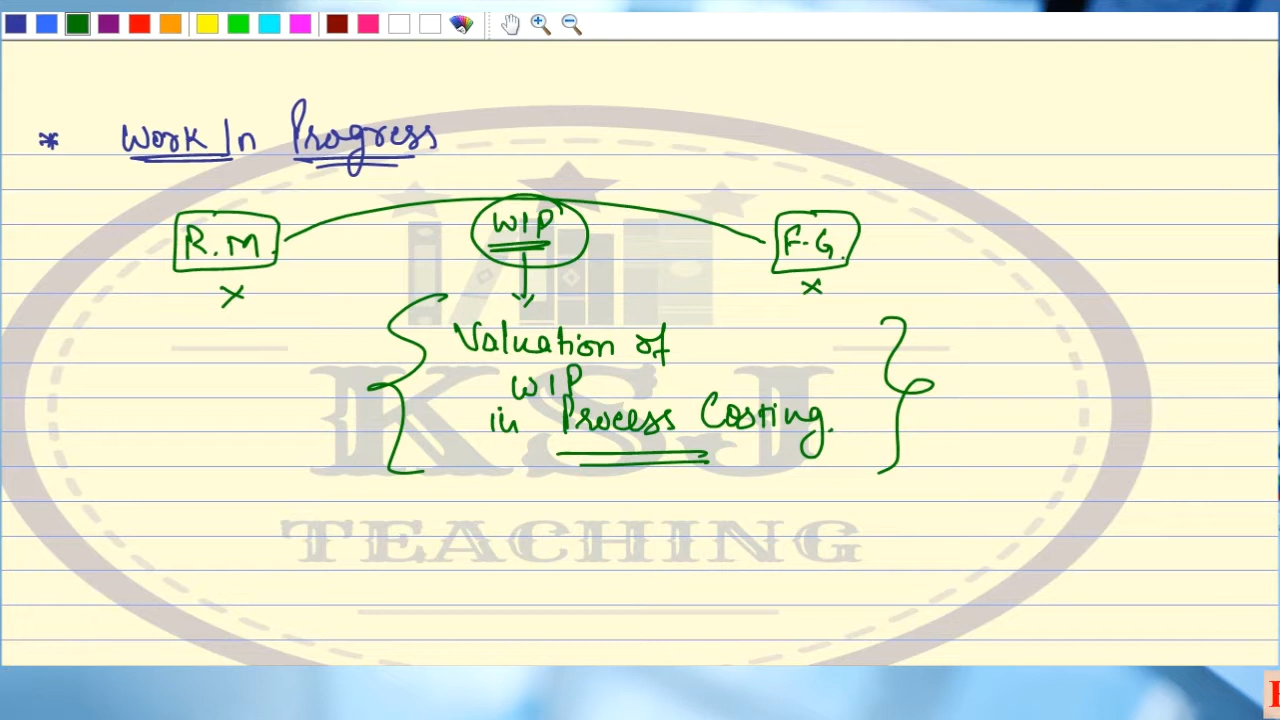 * Work In Progress
R.M. WIP F.G.
x x
Valuation of
WIP
in Process Costing.
KSJ
TEACHING